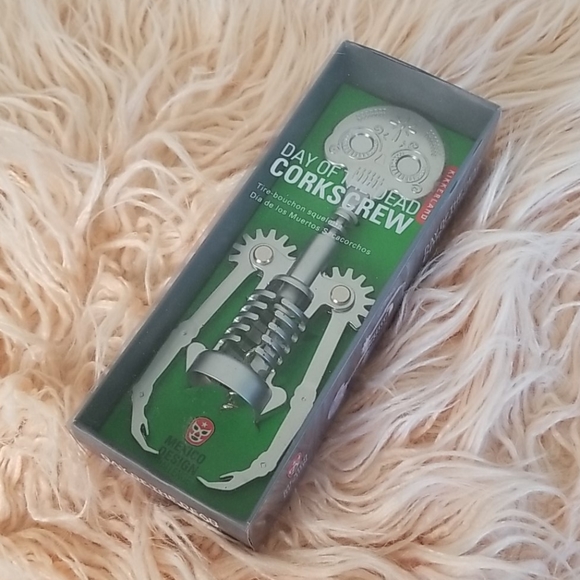 DAY OF THE DEAD
CORKSCREW
Tire-bouchon squelette
Día de los Muertos Sacacorchos
KIKKERLAND
MEXICO
DESIGN